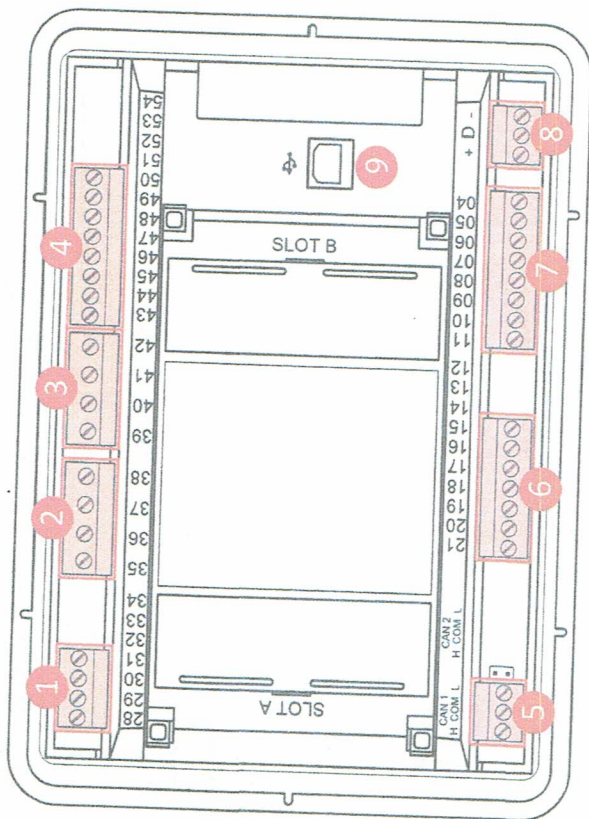 1 2 3 4
28 29 30 31 32 33 34 35 36 37 38 39 40 41 42 43 44 45 46 47 48 49 50 51 52 53 54
SLOT A
SLOT B
9
CAN 1 CAN 2
H COM L H COM L
21 20 19 18 17 16 15 14 13 12 11 10 09 08 07 06 05 04 + D -
5 6 7 8